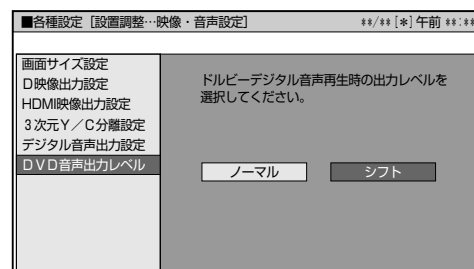 ■各種設定［設置調整…映像・音声設定］ **/**[*]午前**:**
画面サイズ設定
D映像出力設定
HDMI映像出力設定
３次元Y／C分離設定
デジタル音声出力設定
ＤＶＤ音声出力レベル
ドルビーデジタル音声再生時の出力レベルを
選択してください。
ノーマル
シフト